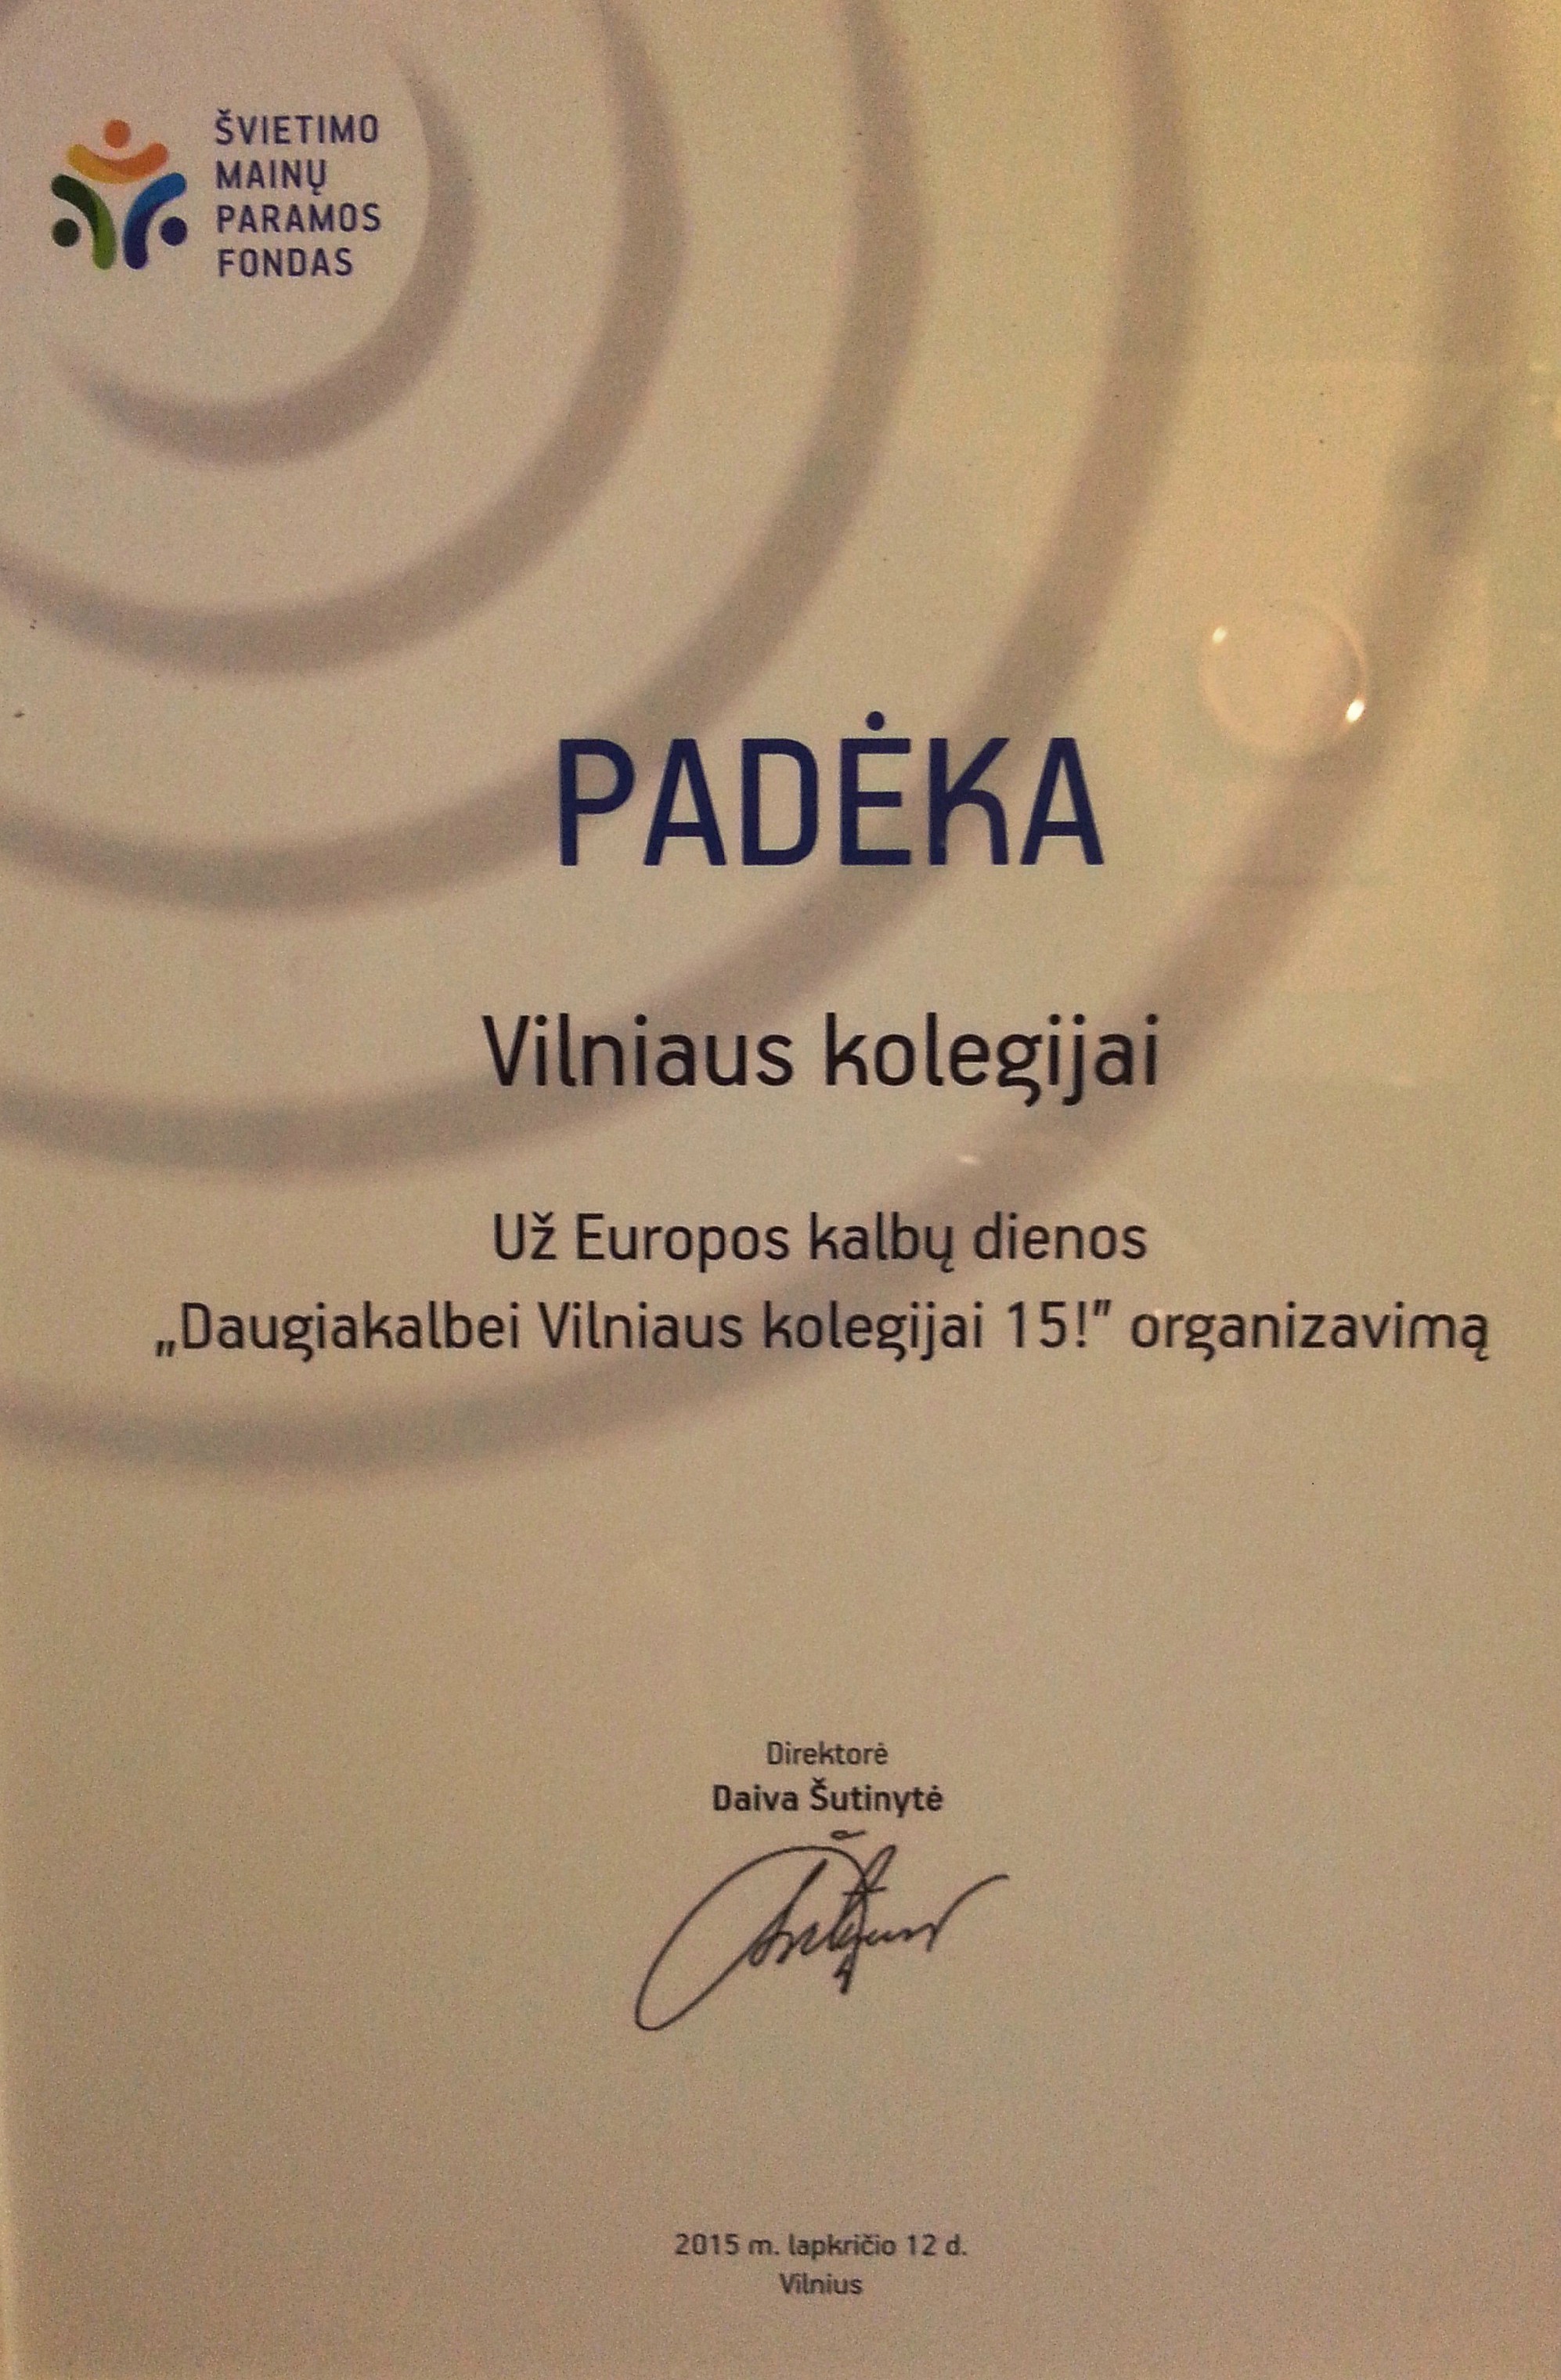 ŠVIETIMO
MAINŲ
PARAMOS
FONDAS
PADĖKA
Vilniaus kolegijai
Už Europos kalbų dienos
„Daugiakalbei Vilniaus kolegijai 15!” organizavimą
Direktorė
Daiva Šutinytė
2015 m. lapkričio 12 d.
Vilnius